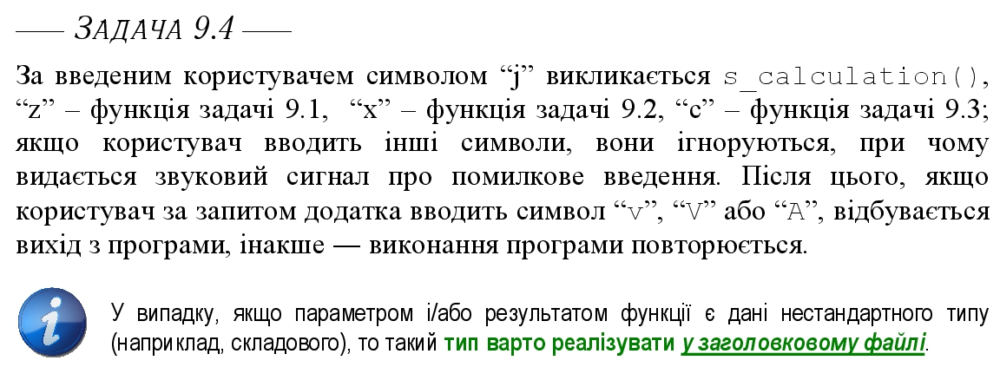 –– ЗАДАЧА 9.4 ––
За введеним користувачем символом “j” викликається s_calculation(),
“z” – функція задачі 9.1, “x” – функція задачі 9.2, “c” – функція задачі 9.3;
якщо користувач вводить інші символи, вони ігноруються, при чому
видається звуковий сигнал про помилкове введення. Після цього, якщо
користувач за запитом додатка вводить символ “v”, “V” або “A”, відбувається
вихід з програми, інакше — виконання програми повторюється.
У випадку, якщо параметром і/або результатом функції є дані нестандартного типу
(наприклад, складового), то такий тип варто реалізувати у заголовковому файлі.